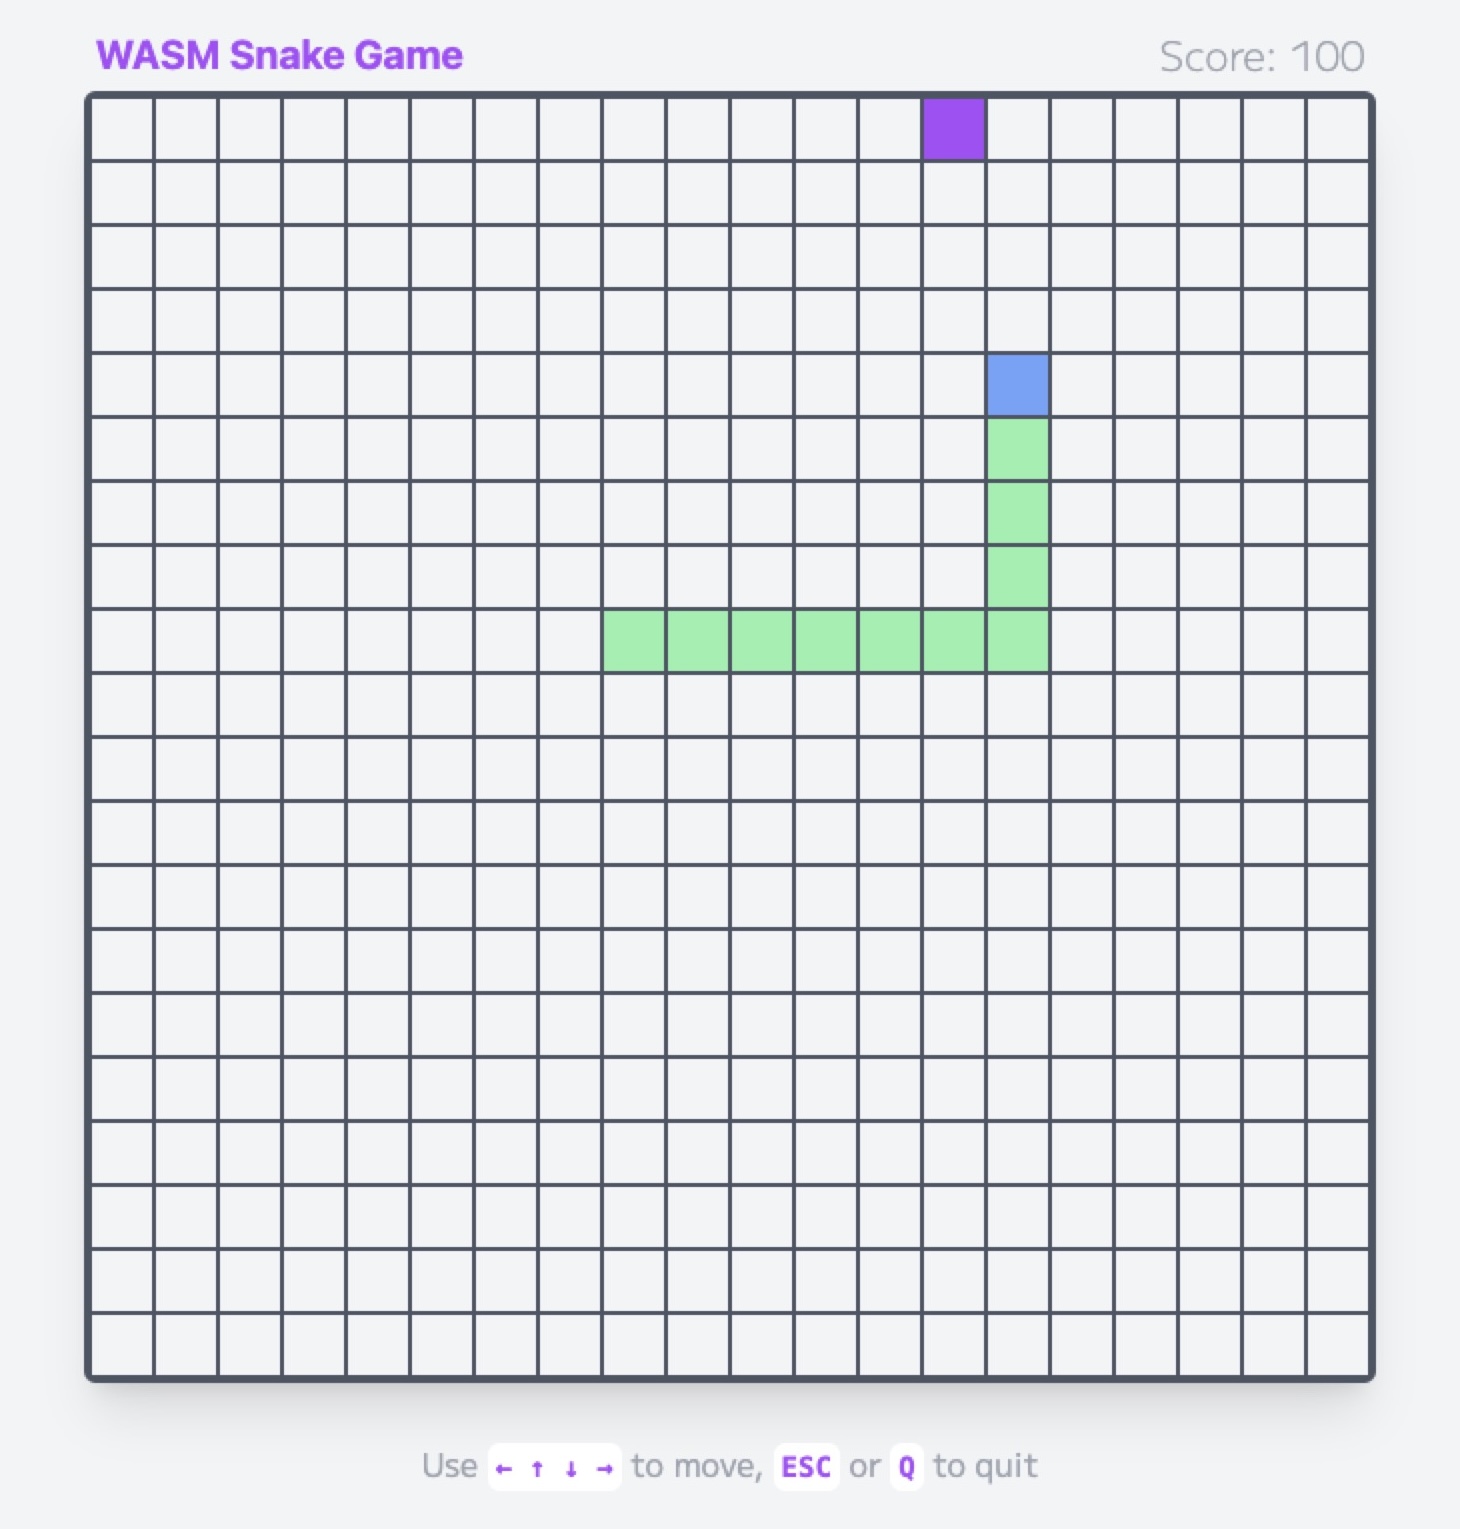 WASM Snake Game
Score: 100
Use ← ↑ ↓ → to move, ESC or Q to quit